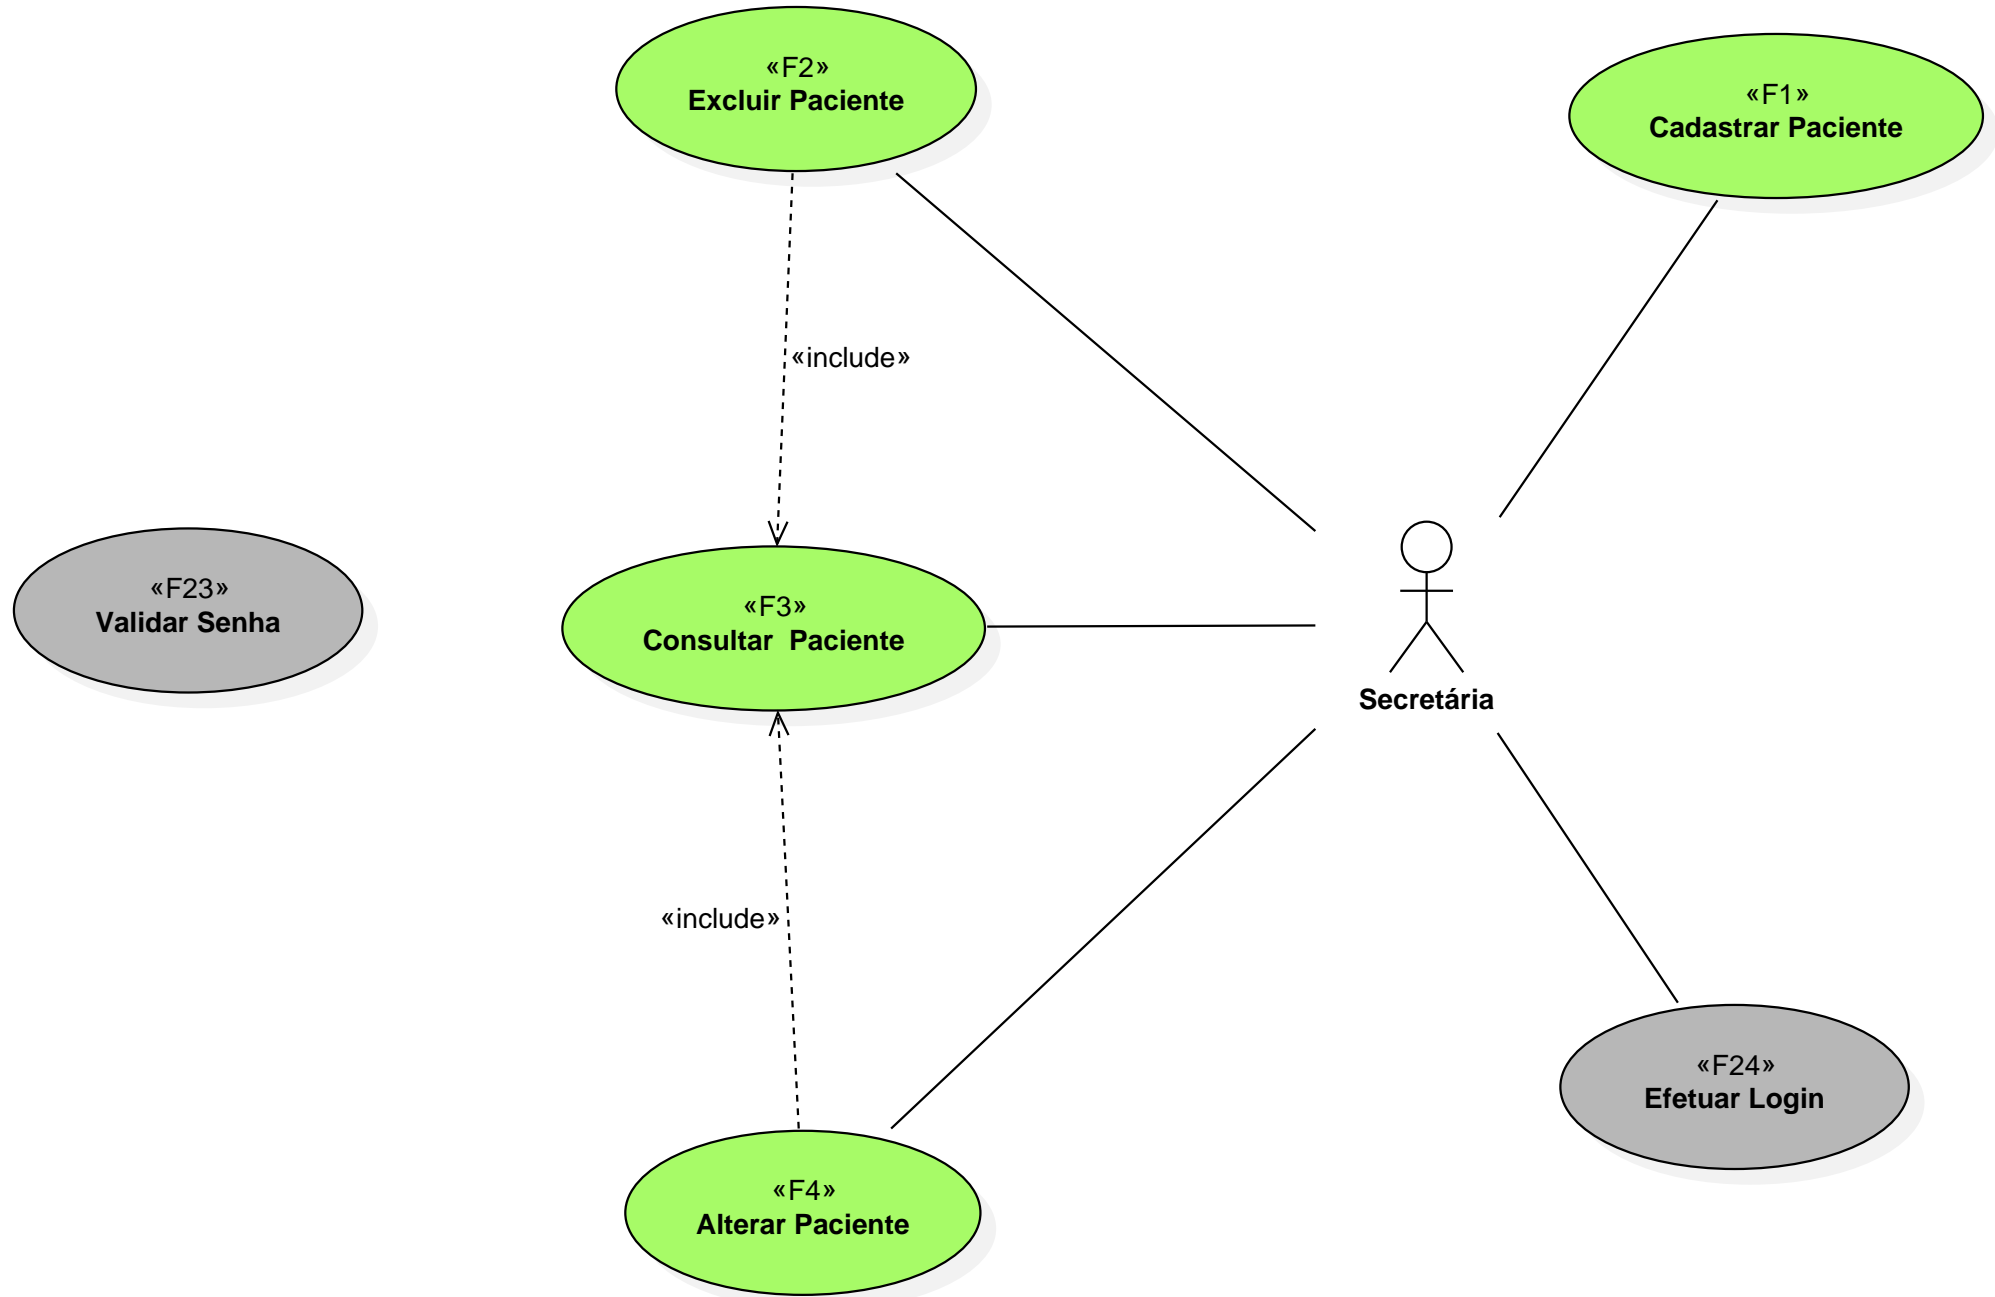 «F2»
Excluir Paciente
«F1»
Cadastrar Paciente
«include»
«F23»
Validar Senha
«F3»
Consultar  Paciente
Secretária
«include»
«F24»
Efetuar Login
«F4»
Alterar Paciente